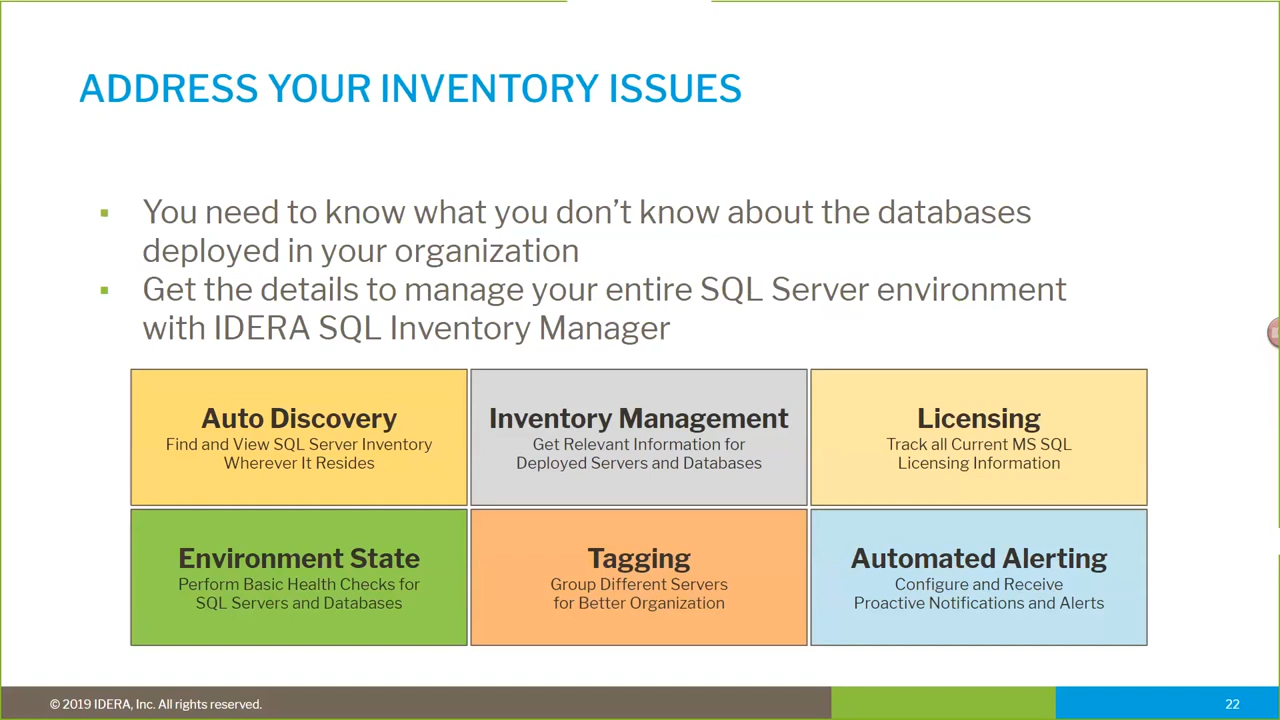 ADDRESS YOUR INVENTORY ISSUES
▪ You need to know what you don’t know about the databases
deployed in your organization
▪ Get the details to manage your entire SQL Server environment
with IDERA SQL Inventory Manager
Auto Discovery
Find and View SQL Server Inventory
Wherever It Resides
Inventory Management
Get Relevant Information for
Deployed Servers and Databases
Licensing
Track all Current MS SQL
Licensing Information
Environment State
Perform Basic Health Checks for
SQL Servers and Databases
Tagging
Group Different Servers
for Better Organization
Automated Alerting
Configure and Receive
Proactive Notifications and Alerts
© 2019 IDERA, Inc. All rights reserved.
22